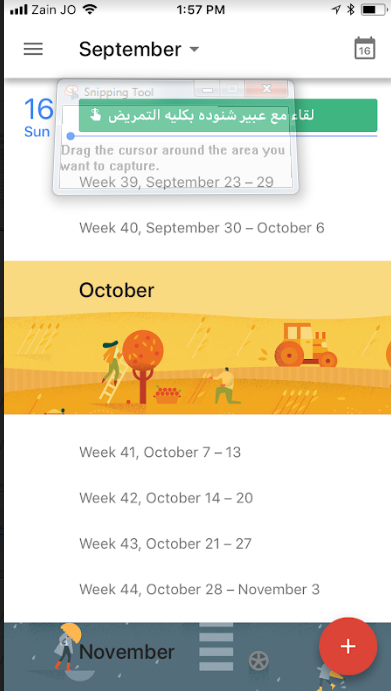 Zain JO 1:57 PM
September
16
16
Sun
Snipping Tool
لقاء مع عبير شنوده بكليه التمريض
Drag the cursor around the area you
want to capture.
Week 39, September 23 – 29
Week 40, September 30 – October 6
October
Week 41, October 7 – 13
Week 42, October 14 – 20
Week 43, October 21 – 27
Week 44, October 28 – November 3
November